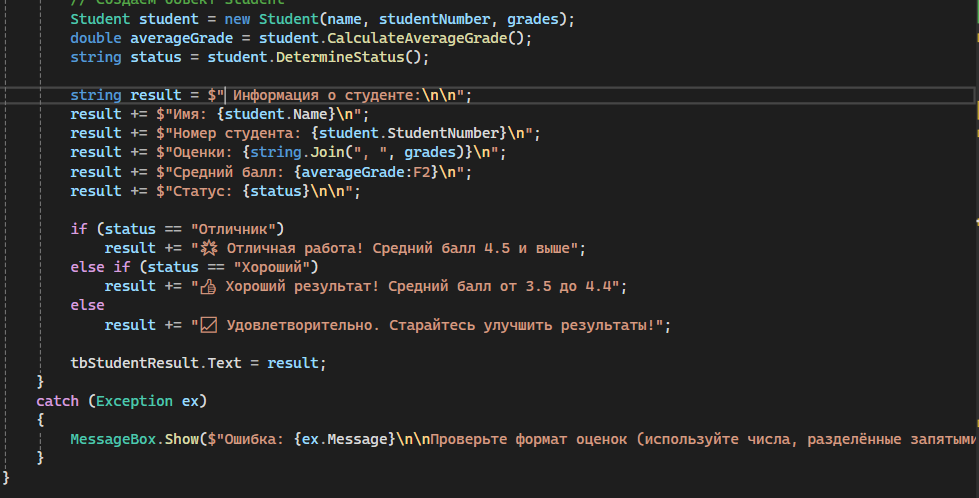 // Создаём объект Student
Student student = new Student(name, studentNumber, grades);
double averageGrade = student.CalculateAverageGrade();
string status = student.DetermineStatus();
string result = $" Информация о студенте:\n\n";
result += $"Имя: {student.Name}\n";
result += $"Номер студента: {student.StudentNumber}\n";
result += $"Оценки: {string.Join(", ", grades)}\n";
result += $"Средний балл: {averageGrade:F2}\n";
result += $"Статус: {status}\n\n";
if (status == "Отличник")
result += "🌟 Отличная работа! Средний балл 4.5 и выше";
else if (status == "Хороший")
result += "👍 Хороший результат! Средний балл от 3.5 до 4.4";
else
result += "📈 Удовлетворительно. Старайтесь улучшить результаты!";
tbStudentResult.Text = result;
}
catch (Exception ex)
{
MessageBox.Show($"Ошибка: {ex.Message}\n\nПроверьте формат оценок (используйте числа, разделённые запятыми
}
}